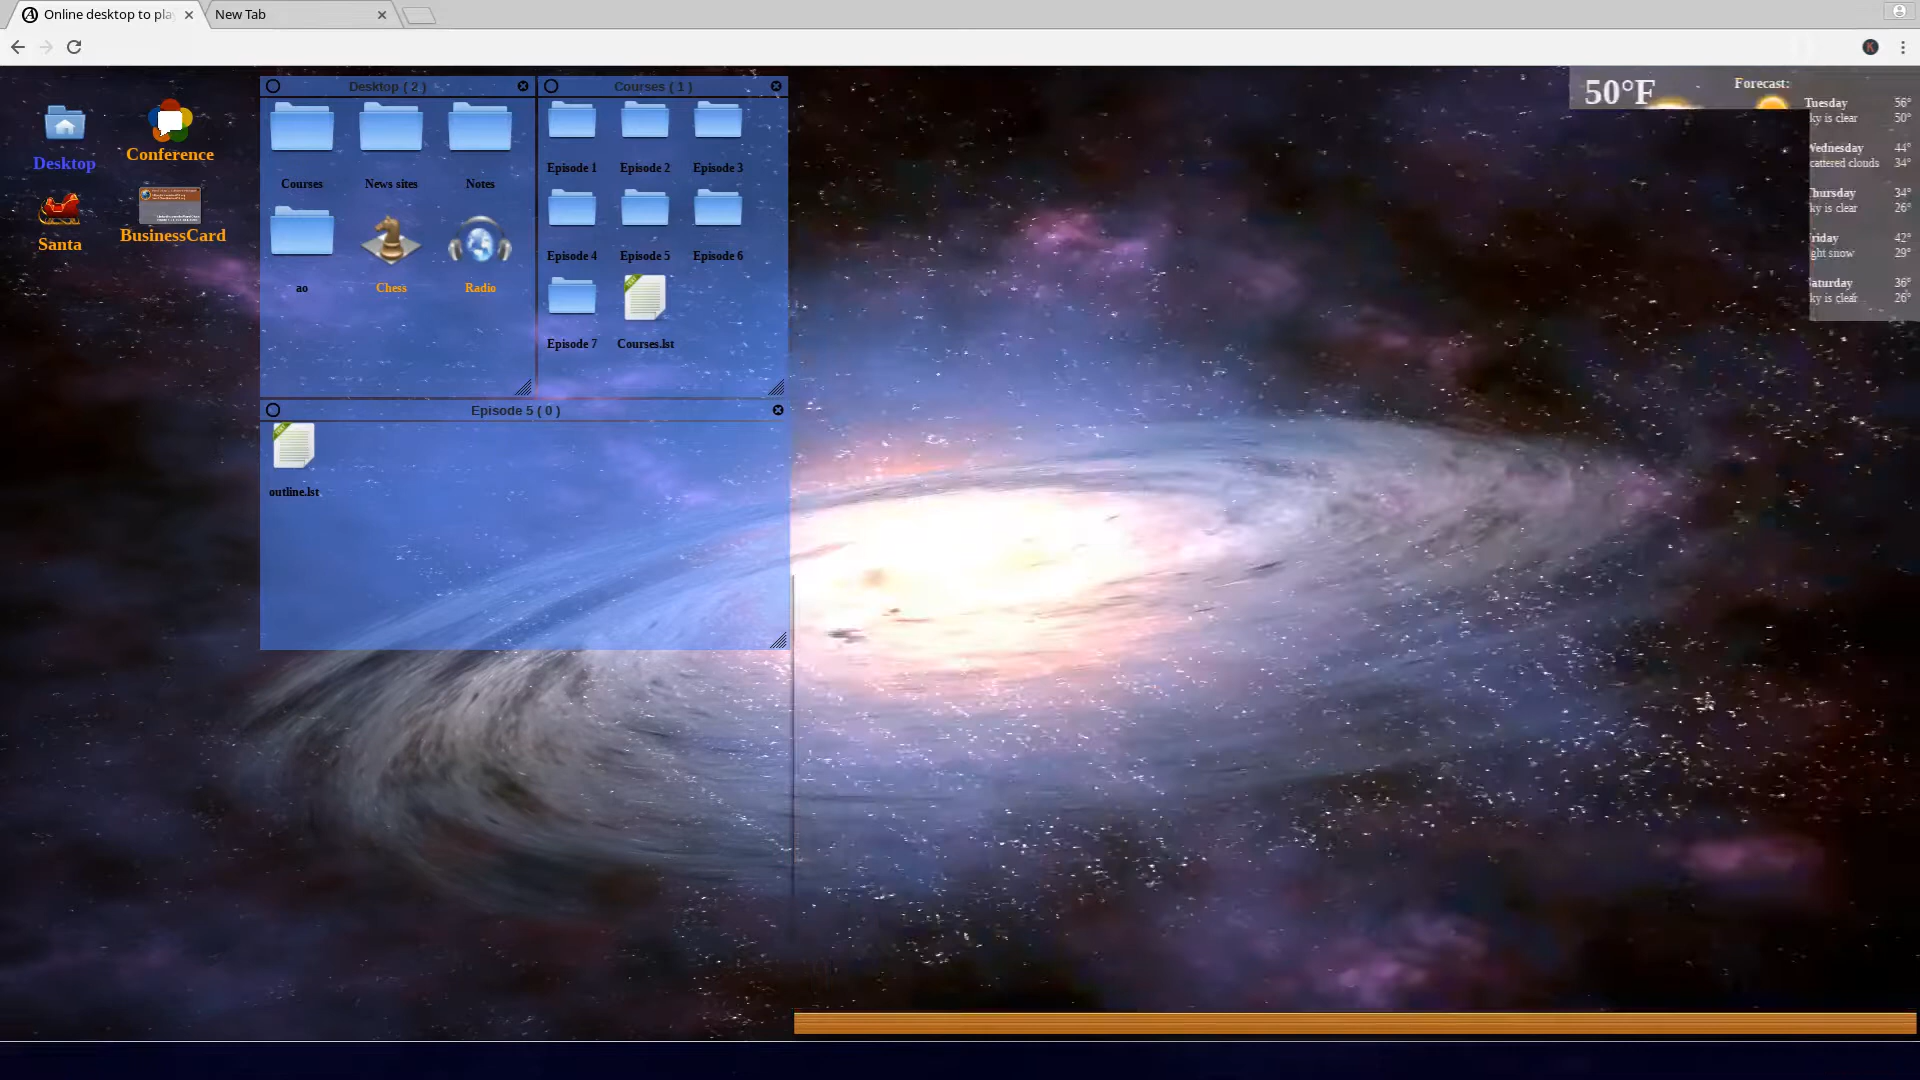 Online desktop to pla
New Tab
Desktop
Conference
Santa
BusinessCard
Desktop ( 2 )
Courses
News sites
Notes
ao
Chess
Radio
Courses ( 1 )
Episode 1
Episode 2
Episode 3
Episode 4
Episode 5
Episode 6
Episode 7
Courses.lst
Episode 5 ( 0 )
outline.lst
50°F
Forecast:
Tuesday 56°
ky is clear 50°
Wednesday 44°
cattered clouds 34°
Thursday 34°
ky is clear 26°
riday 42°
ght snow 29°
aturday 36°
ky is clear 26°